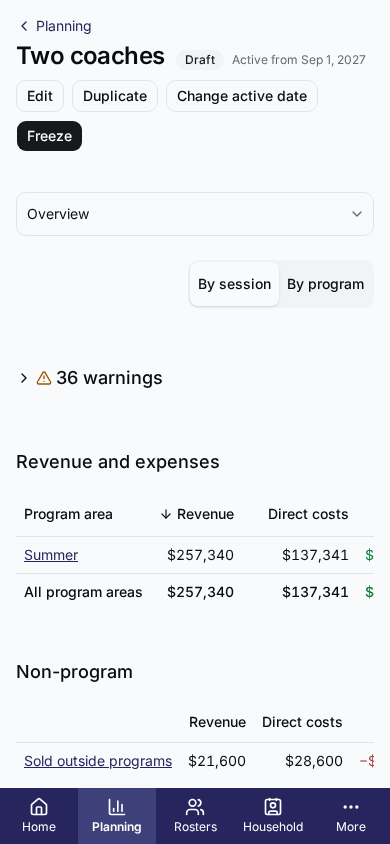 Planning
Two coaches Draft Active from Sep 1, 2027
Edit Duplicate Change active date
Freeze
Overview
By session By program
36 warnings
Revenue and expenses
Program area Revenue Direct costs
Summer $257,340 $137,341 $
All program areas $257,340 $137,341 $
Non-program
Revenue Direct costs
Sold outside programs $21,600 $28,600 −$
Home Planning Rosters Household More